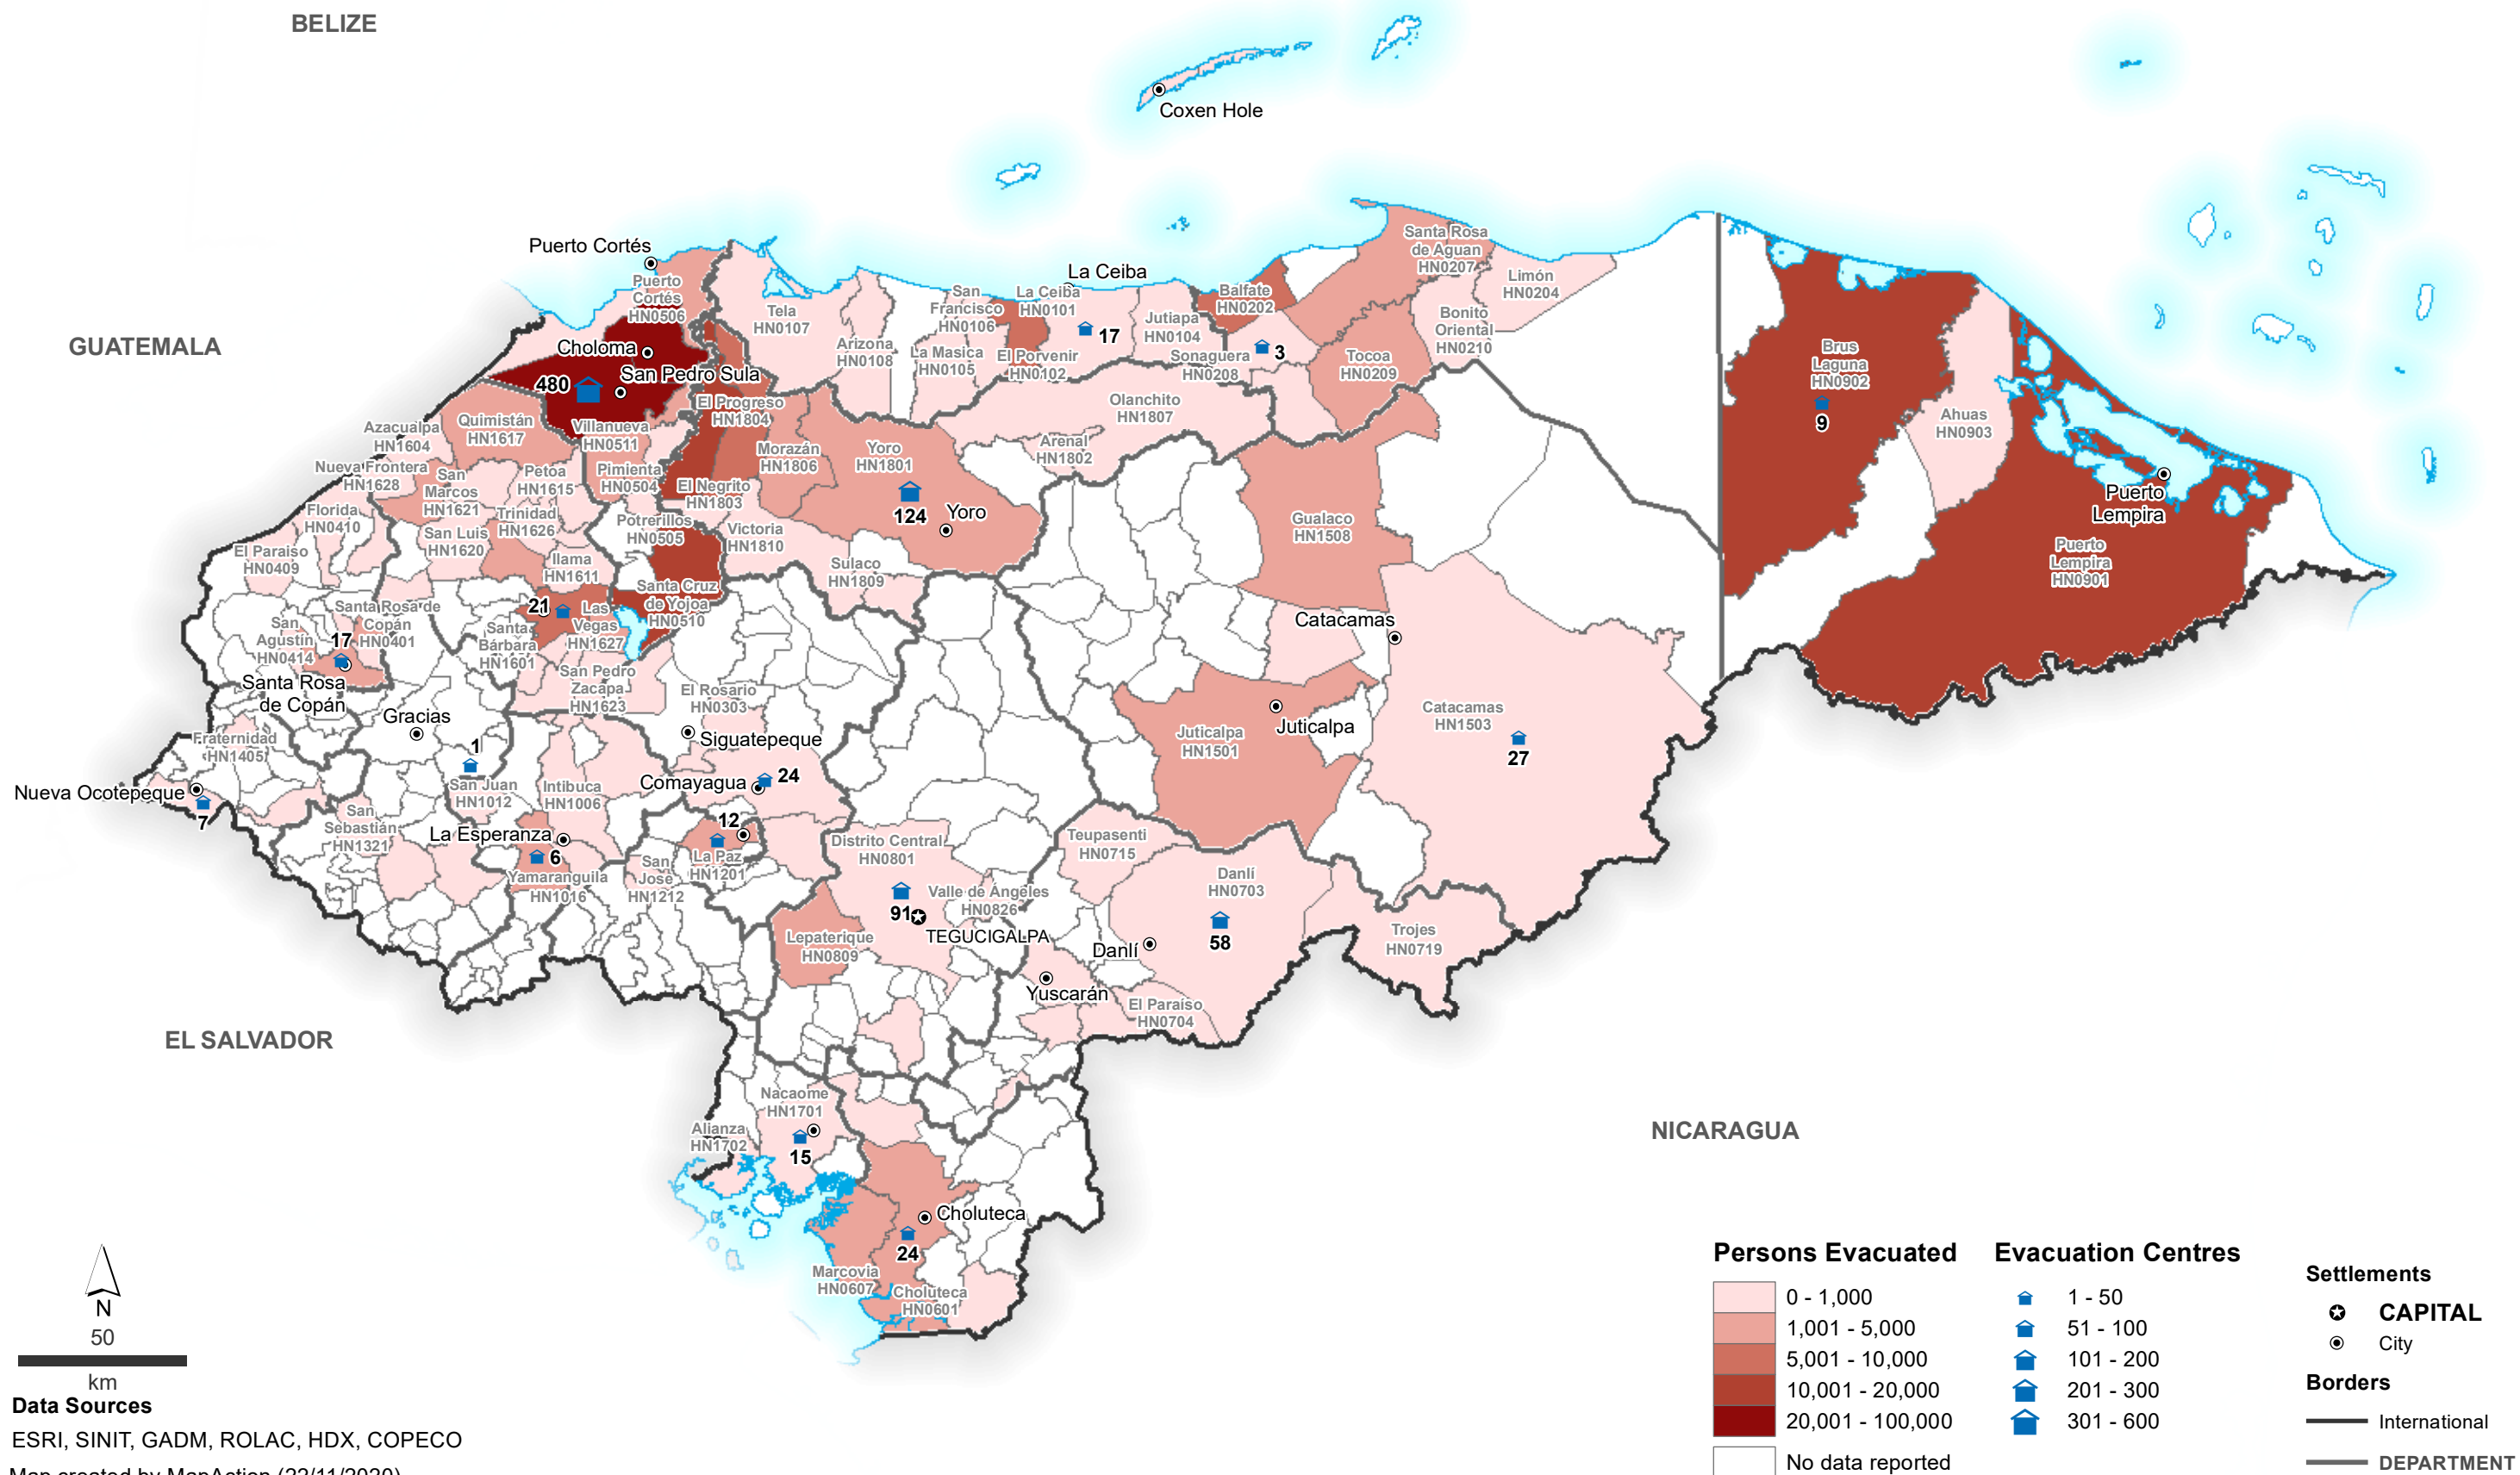 BELIZE
Coxen Hole
Puerto Cortés
Puerto
Cortés
HN0506
GUATEMALA
Choloma
480
San Pedro Sula
Tela
HN0107
Arizona
HN0108
San
Francisco
HN0106
La Masica
HN0105
La Ceiba
La Ceiba
HN0101
17
El Porvenir
HN0102
Jutiapa
HN0104
Balfate
HN0202
Sonaguera
HN0208
3
Santa Rosa
de Aguan
HN0207
Limón
HN0204
Bonito
Oriental
HN0210
Tocoa
HN0209
Brus
Laguna
HN0902
9
Ahuas
HN0903
Puerto
Lempira
Puerto
Lempira
HN0901
El Progreso
HN1804
Olanchito
HN1807
Arenal
HN1802
Azacualpa
HN1604
Quimistán
HN1617
Villanueva
HN0511
Morazán
HN1806
Yoro
HN1801
124
Yoro
Nueva Frontera
HN1628
San
Marcos
HN1621
Petoa
HN1615
Pimienta
HN0504
El Negrito
HN1803
Gualaco
HN1508
Florida
HN0410
Trinidad
HN1626
Potrerillos
HN0505
Victoria
HN1810
El Paraiso
HN0409
San Luis
HN1620
Ilama
HN1611
Sulaco
HN1809
Santa Cruz
de Yojoa
HN0510
21
Las
Vegas
HN1627
Santa Rosa de
Copán
HN0401
San
Agustín
HN0414
17
Santa
Bárbara
HN1601
Catacamas
Santa Rosa
de Copán
San Pedro
Zacapa
HN1623
El Rosario
HN0303
Gracias
Siguatepeque
Juticalpa
HN1501
Juticalpa
Catacamas
HN1503
27
Fraternidad
HN1405
1
Nueva Ocotepeque
7
San Juan
HN1012
Intibuca
HN1006
Comayagua
24
San
Sebastián
HN1321
La Esperanza
6
12
La Paz
HN1201
Yamaranguila
HN1016
San
José
HN1212
Distrito Central
HN0801
91
Valle de Ángeles
HN0826
TEGUCIGALPA
Teupasenti
HN0715
Danlí
HN0703
58
Danlí
Lepaterique
HN0809
Trojes
HN0719
Yuscarán
El Paraíso
HN0704
EL SALVADOR
Nacaome
HN1701
15
Alianza
HN1702
NICARAGUA
Choluteca
24
Marcovia
HN0607
Choluteca
HN0601
N
50
km
Data Sources
ESRI, SINIT, GADM, ROLAC, HDX, COPECO
Map created by MapAction (22/11/2020)
Persons Evacuated
0 - 1,000
1,001 - 5,000
5,001 - 10,000
10,001 - 20,000
20,001 - 100,000
No data reported
Evacuation Centres
1 - 50
51 - 100
101 - 200
201 - 300
301 - 600
Settlements
CAPITAL
City
Borders
International
DEPARTMENT